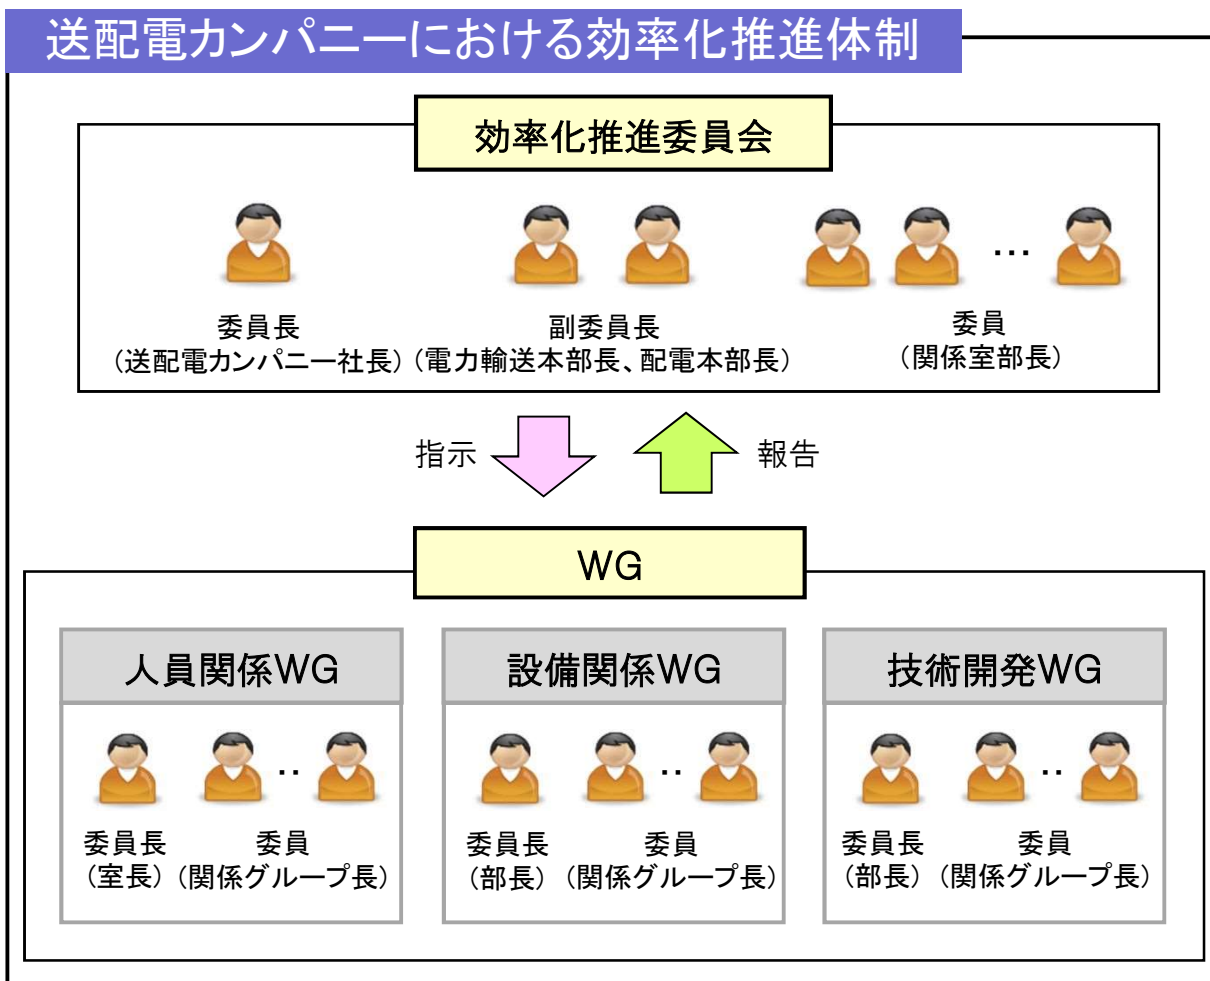 送配電カンパニーにおける効率化推進体制
効率化推進委員会
委員長
(送配電カンパニー社長)
副委員長
(電力輸送本部長、配電本部長)
…
委員
(関係室部長)
指示
報告
WG
人員関係WG
‥
委員長
(室長)
委員
(関係グループ長)
設備関係WG
‥
委員長
(部長)
委員
(関係グループ長)
技術開発WG
‥
委員長
(部長)
委員
(関係グループ長)